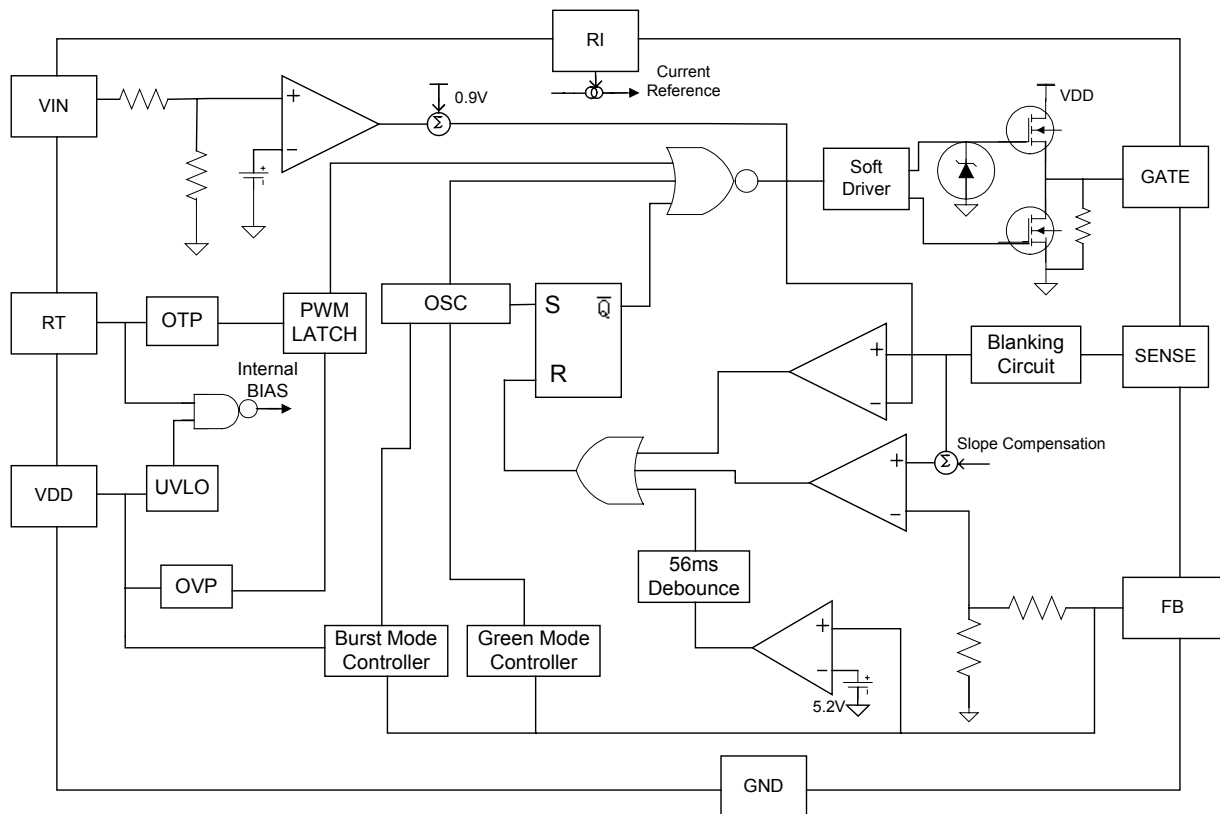 RI
VIN
+
−
+
-
0.9V
Σ
Current
Reference
VDD
Soft
Driver
GATE
RT
OTP
PWM
LATCH
OSC
S
Q̅
R
Internal
BIAS
+
−
Blanking
Circuit
SENSE
VDD
UVLO
Σ
Slope Compensation
+
−
OVP
56ms
Debounce
FB
Burst Mode
Controller
Green Mode
Controller
+
−
+
-
5.2V
GND